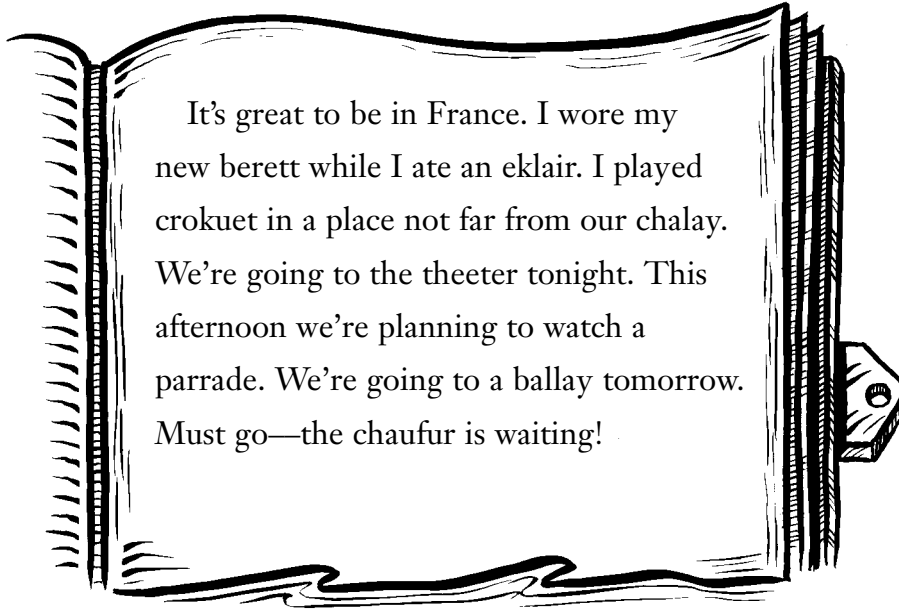 It’s great to be in France. I wore my
new berett while I ate an eklair. I played
crokuet in a place not far from our chalay.
We’re going to the theeter tonight. This
afternoon we’re planning to watch a
parrade. We’re going to a ballay tomorrow.
Must go—the chaufur is waiting!